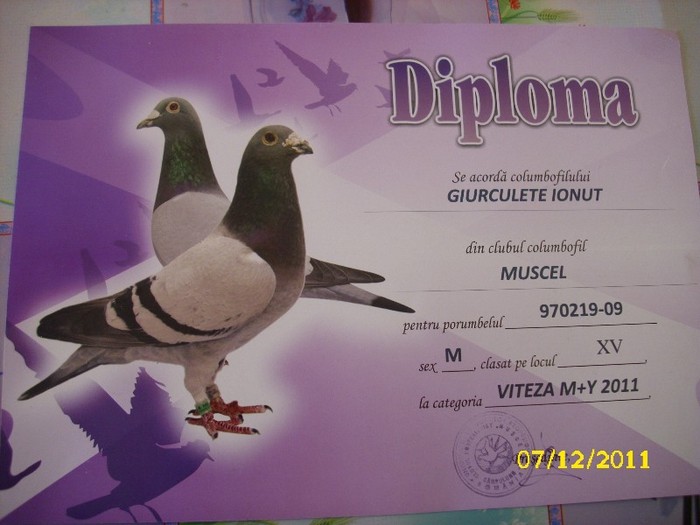 Diploma
Se acordă columbofilului
GIURCULETE IONUT
din clubul columbofil
MUSCEL
pentru porumbelul 970219-09
sex M, clasat pe locul XV,
la categoria VITEZA M+Y 2011,
07/12/2011